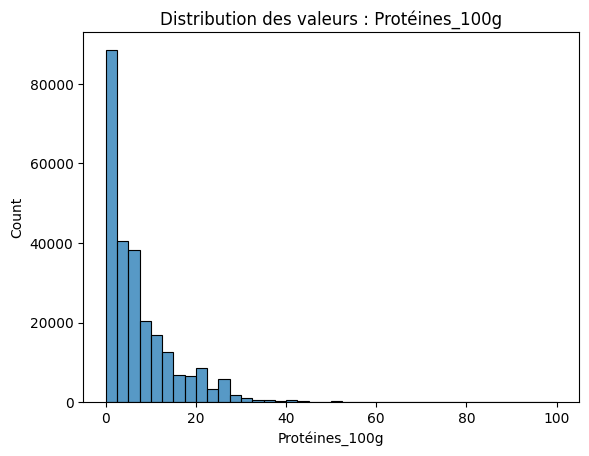 Distribution des valeurs : Protéines_100g
80000
60000
40000
20000
0
Count
0 20 40 60 80 100
Protéines_100g